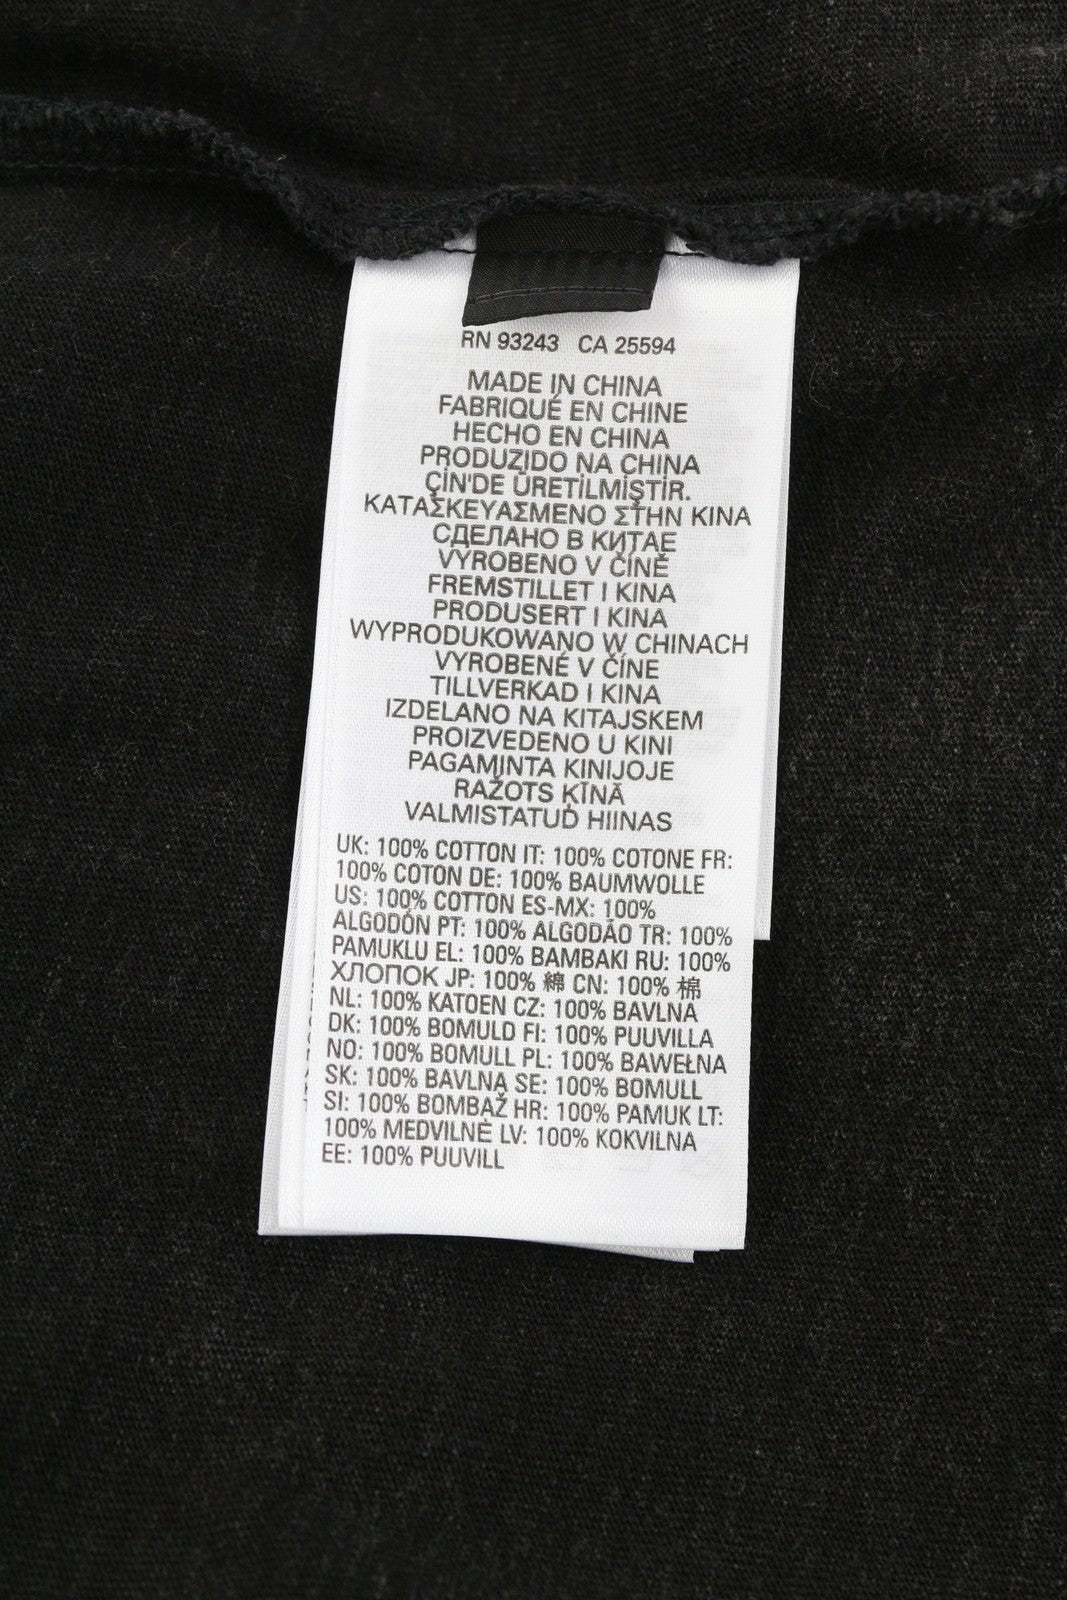 RN 93243 CA 25594
MADE IN CHINA
FABRIQUÉ EN CHINE
HECHO EN CHINA
PRODUZIDO NA CHINA
ÇİN'DE ÜRETİLMİŞTİR.
ΚΑΤΑΣΚΕΥΑΣΜΕΝΟ ΣΤΗΝ ΚΙΝΑ
СДЕЛАНО В КИТАЕ
VYROBENO V ČÍNĚ
FREMSTILLET I KINA
PRODUSERT I KINA
WYPRODUKOWANO W CHINACH
VYROBENÉ V ČÍNE
TILLVERKAD I KINA
IZDELANO NA KITAJSKEM
PROIZVEDENO U KINI
PAGAMINTA KINIJOJE
RAŽOTS ĶĪNĀ
VALMISTATUD HIINAS
UK: 100% COTTON IT: 100% COTONE FR:
100% COTON DE: 100% BAUMWOLLE
US: 100% COTTON ES-MX: 100%
ALGODÓN PT: 100% ALGODÃO TR: 100%
PAMUKLU EL: 100% BAMBAKI RU: 100%
ХЛОПОК JP: 100% 綿 CN: 100% 棉
NL: 100% KATOEN CZ: 100% BAVLNA
DK: 100% BOMULD FI: 100% PUUVILLA
NO: 100% BOMULL PL: 100% BAWEŁNA
SK: 100% BAVLNA SE: 100% BOMULL
SI: 100% BOMBAŽ HR: 100% PAMUK LT:
100% MEDVILNĖ LV: 100% KOKVILNA
EE: 100% PUUVILL